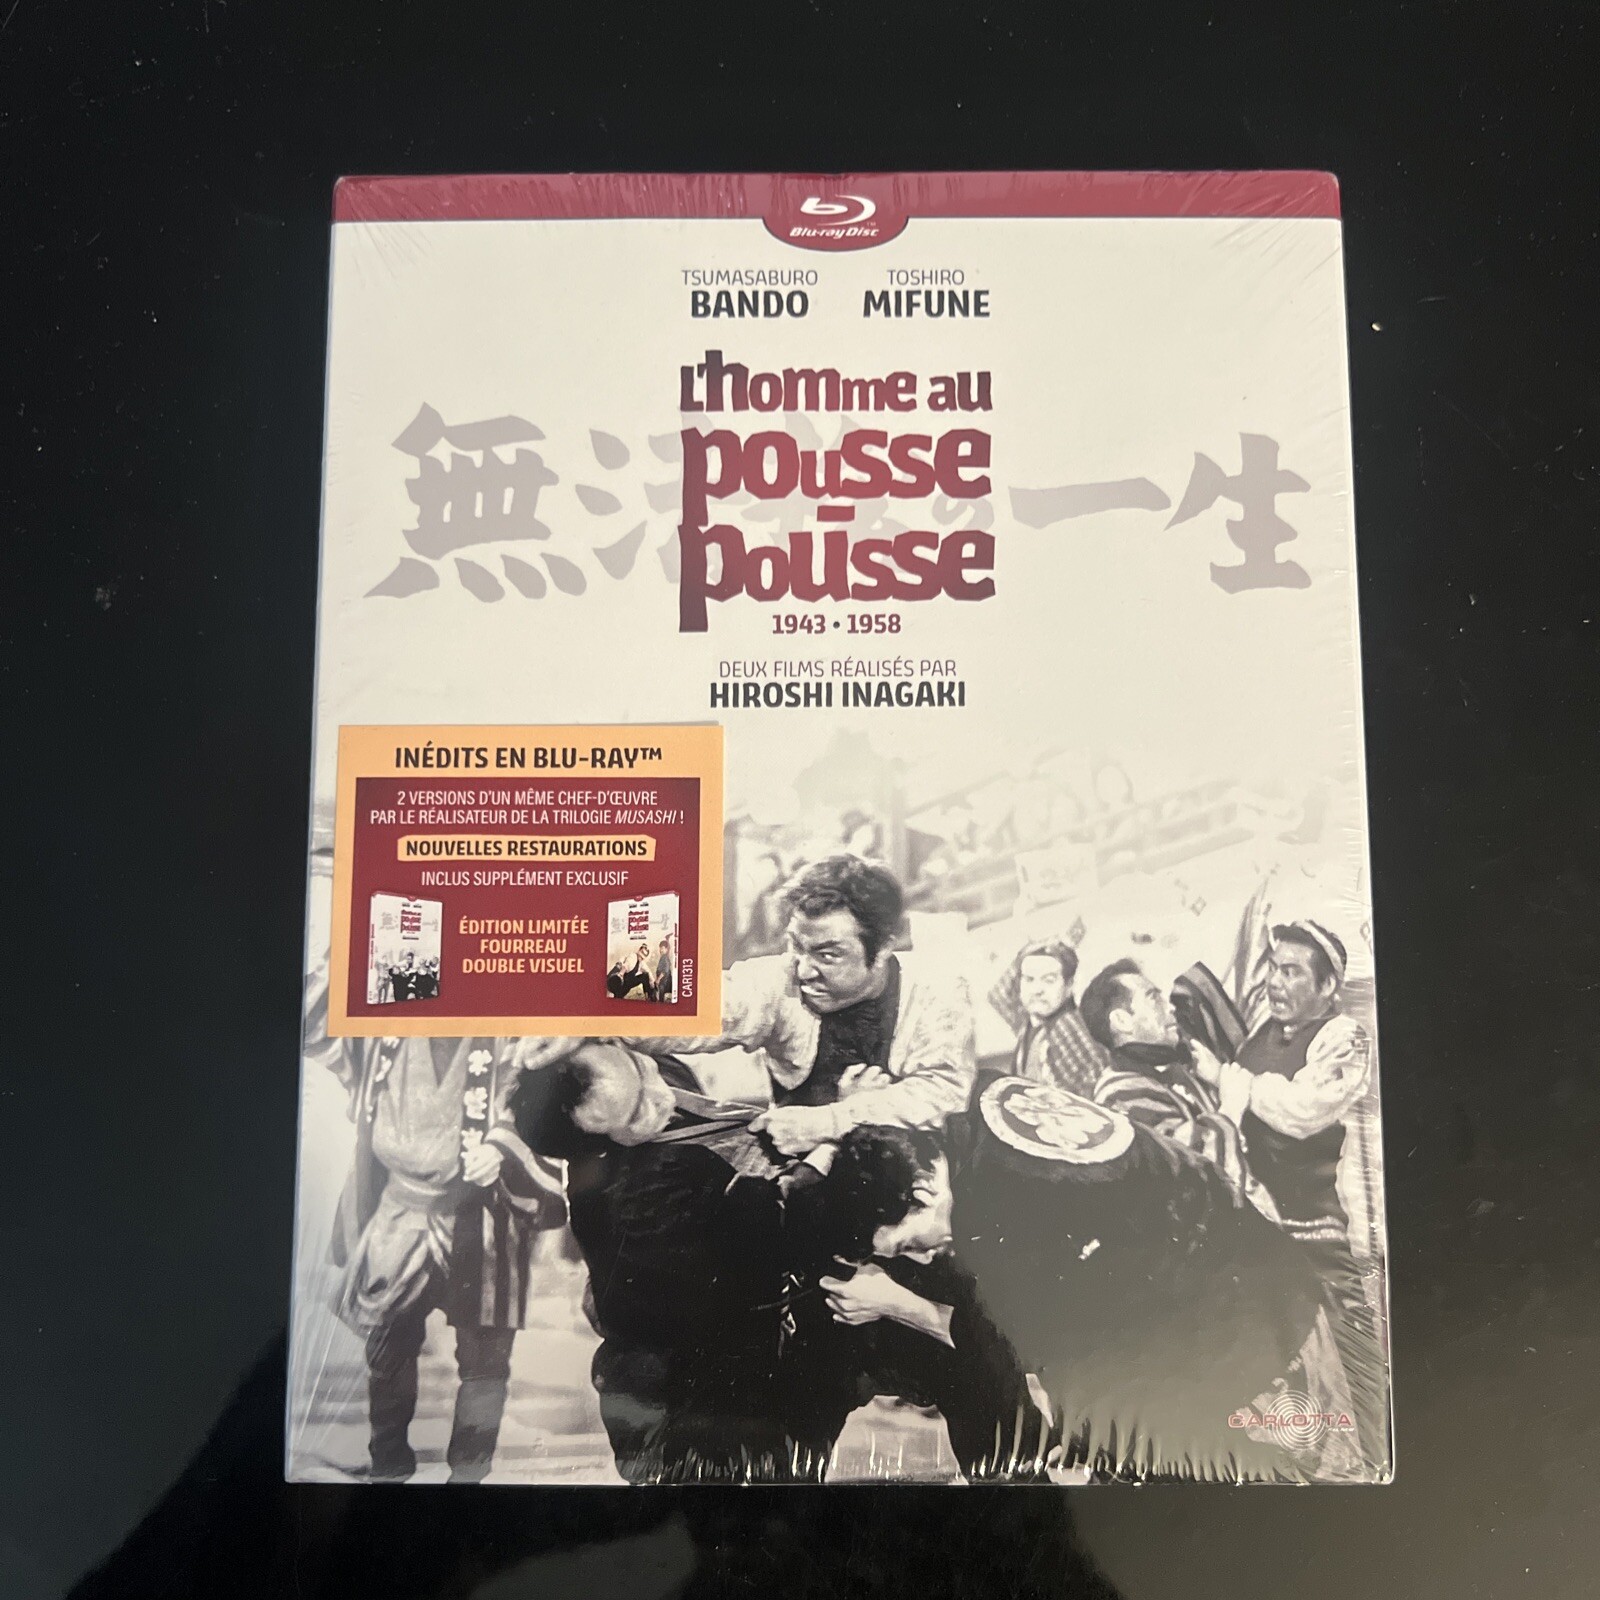 Blu-ray Disc
TSUMASABURO
BANDO
TOSHIRO
MIFUNE
L'homme au
pousse
-
pousse
無法松の一生
1943 • 1958
DEUX FILMS RÉALISÉS PAR
HIROSHI INAGAKI
INÉDITS EN BLU-RAY™
2 VERSIONS D'UN MÊME CHEF-D'ŒUVRE
PAR LE RÉALISATEUR DE LA TRILOGIE MUSASHI !
NOUVELLES RESTAURATIONS
INCLUS SUPPLÉMENT EXCLUSIF
ÉDITION LIMITÉE
FOURREAU
DOUBLE VISUEL
CAR1313
CARLOTTA